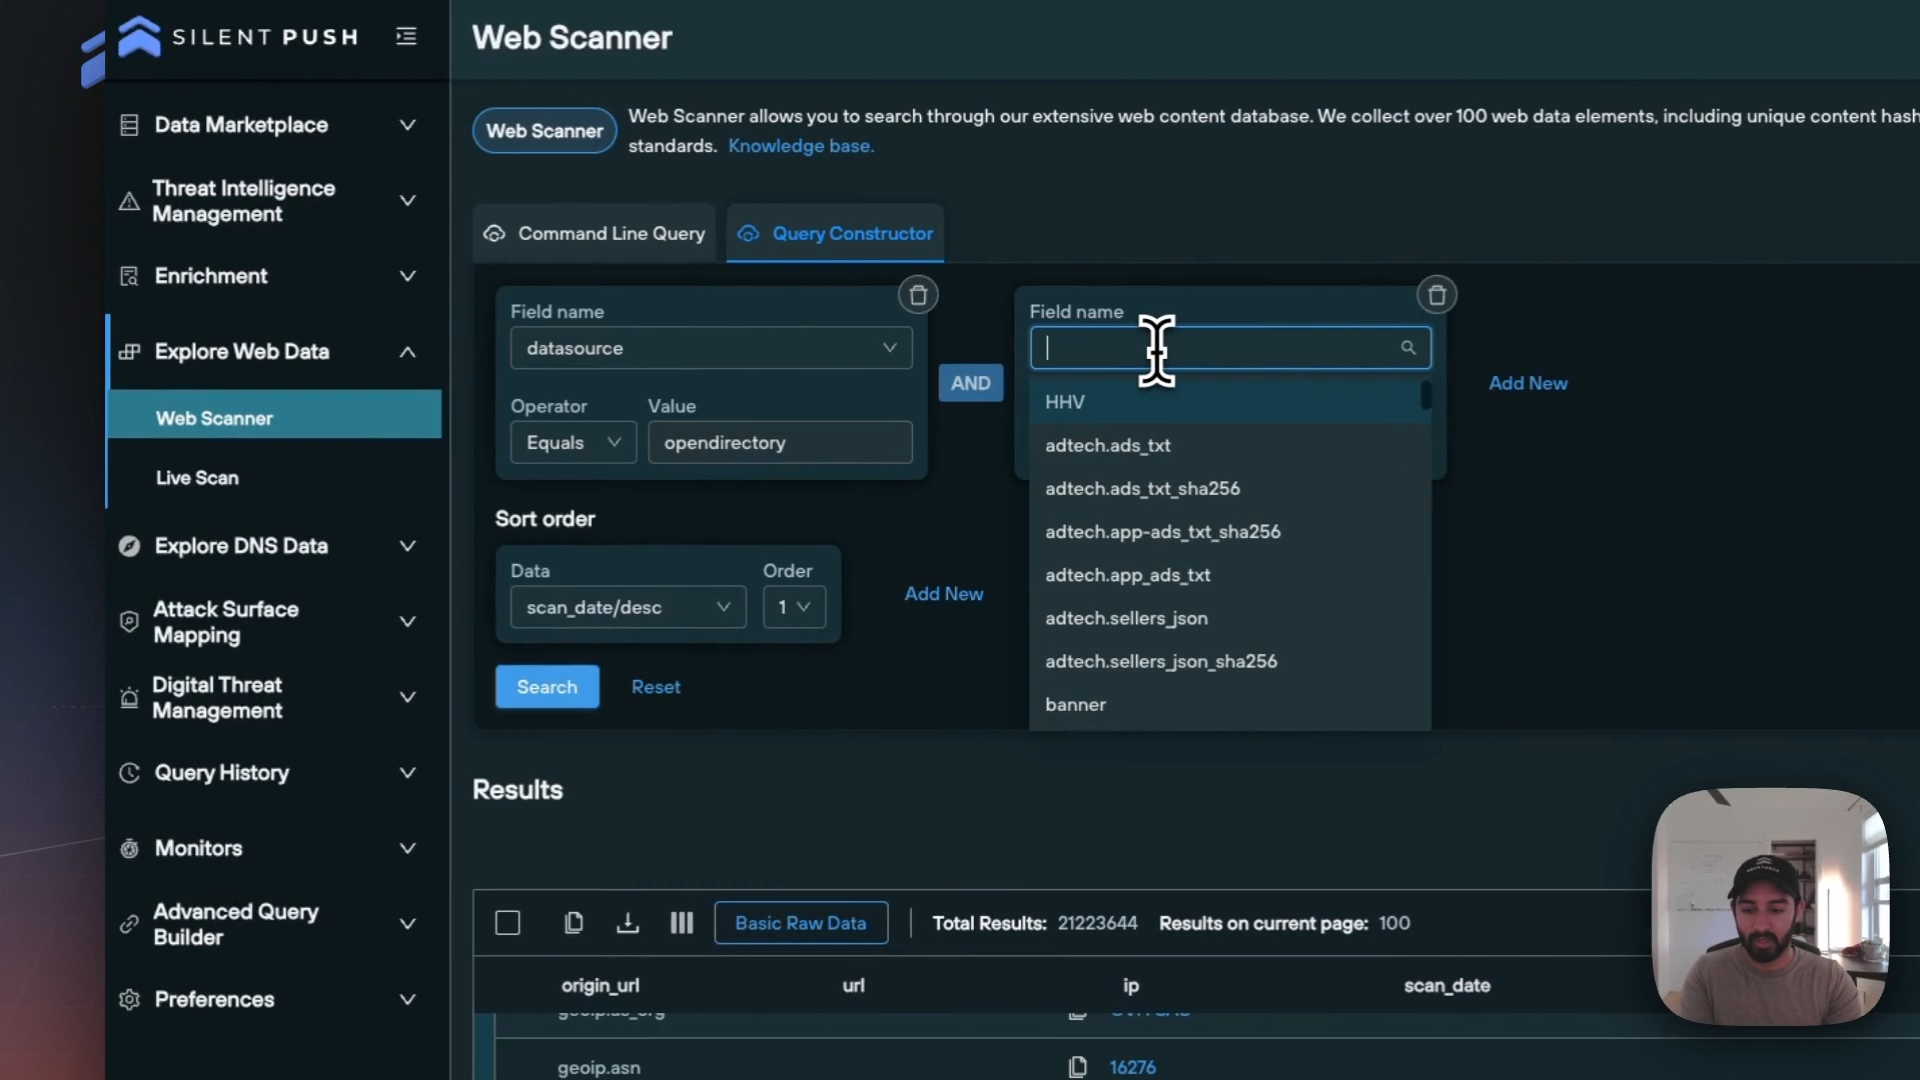 SILENT PUSH
Web Scanner
Data Marketplace
Threat Intelligence
Management
Enrichment
Explore Web Data
Web Scanner
Live Scan
Explore DNS Data
Attack Surface
Mapping
Digital Threat
Management
Query History
Monitors
Advanced Query
Builder
Preferences
Web Scanner
Web Scanner allows you to search through our extensive web content database. We collect over 100 web data elements, including unique content hash
standards. Knowledge base.
Command Line Query
Query Constructor
Field name
datasource
Operator
Value
Equals
opendirectory
AND
Field name
HHV
adtech.ads_txt
adtech.ads_txt_sha256
adtech.app-ads_txt_sha256
adtech.app_ads_txt
adtech.sellers_json
adtech.sellers_json_sha256
banner
Add New
Sort order
Data
Order
scan_date/desc
1
Add New
Search
Reset
Results
Basic Raw Data
Total Results: 21223644
Results on current page: 100
origin_url
url
ip
scan_date
geoip.as_org
geoip.asn
16276